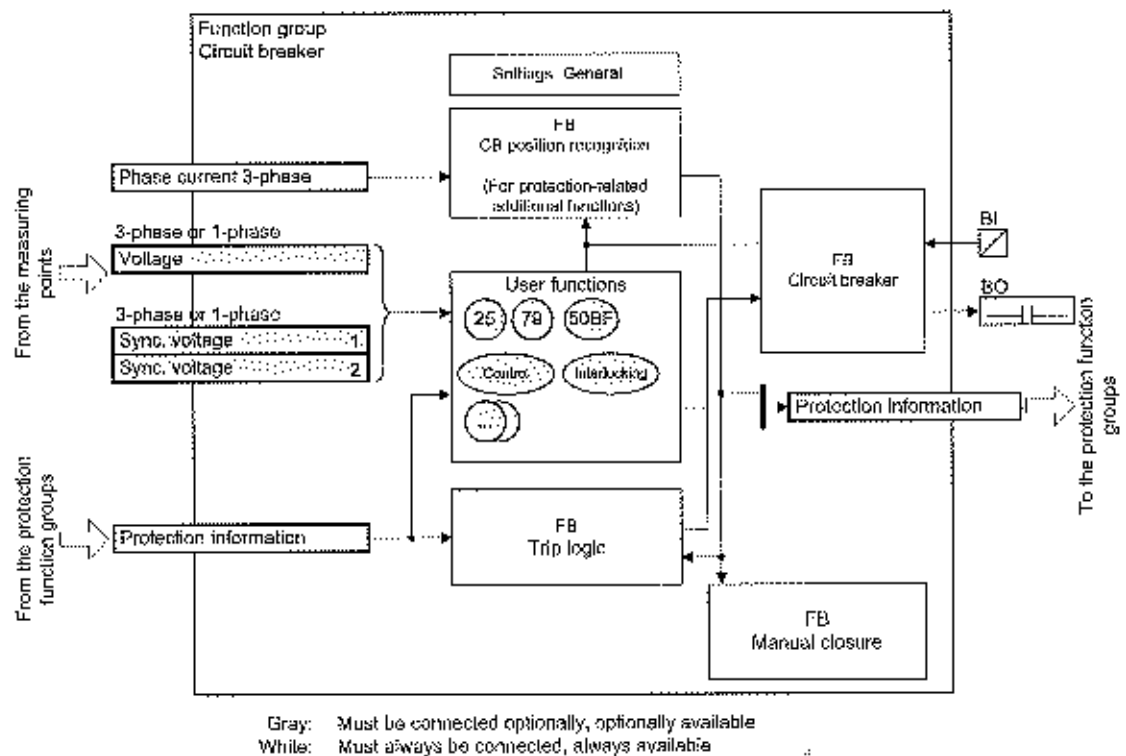 Function group
Circuit breaker
Settings General
FB
CB position recognition
(For protection-related
additional functions)
Phase current 3-phase
3-phase or 1-phase
Voltage
3-phase or 1-phase
Sync. voltage 1
Sync. voltage 2
From the measuring
points
User functions
25 79 50BF
Control Interlocking
...
FB
Circuit breaker
BI
BO
Protection information
To the protection function
groups
From the protection
function groups
Protection information
FB
Trip logic
FB
Manual closure
Gray: Must be connected optionally, optionally available
White: Must always be connected, always available